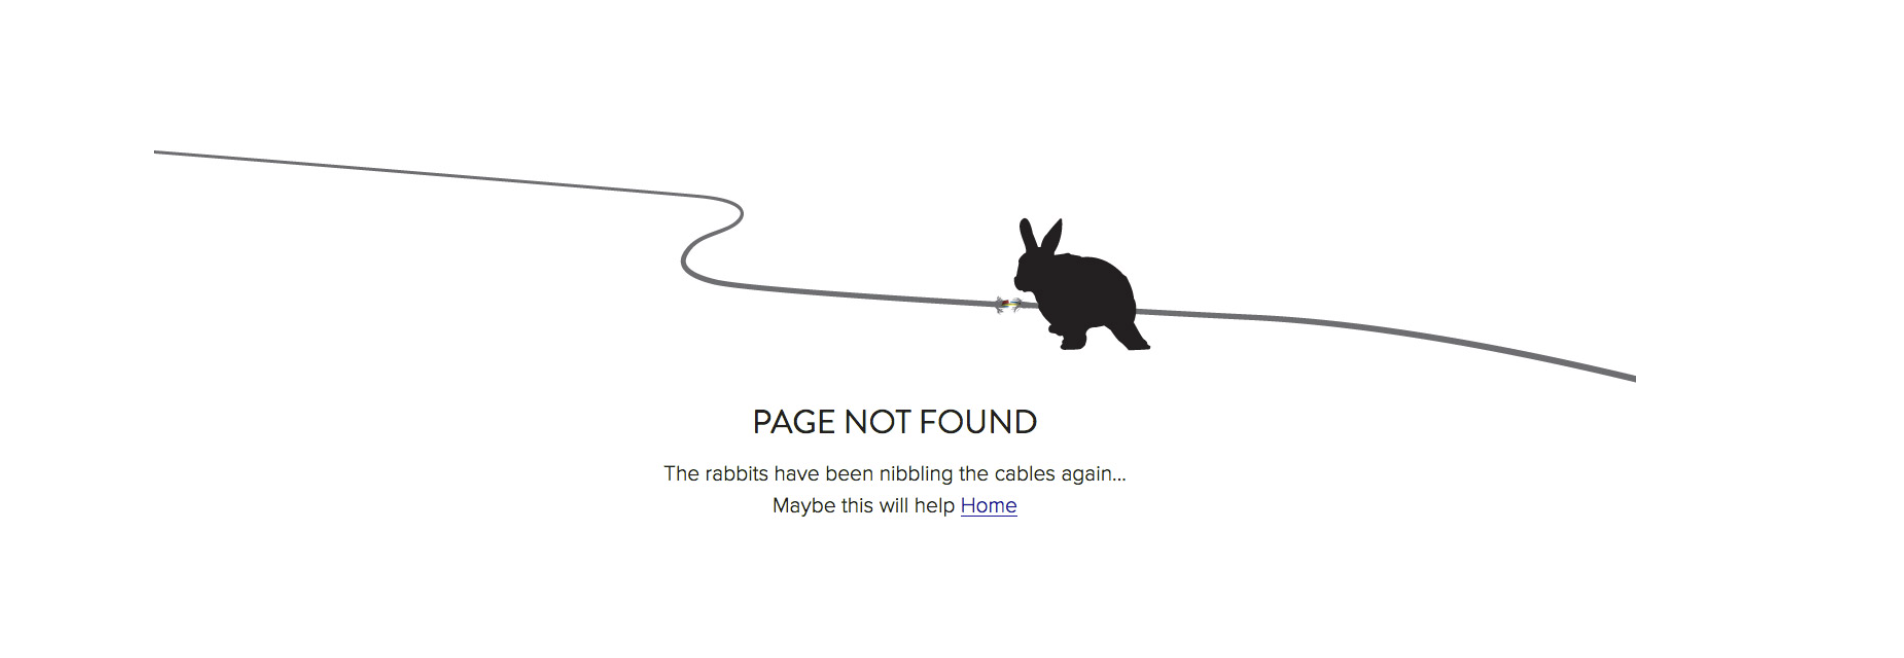 PAGE NOT FOUND
The rabbits have been nibbling the cables again...
Maybe this will help Home